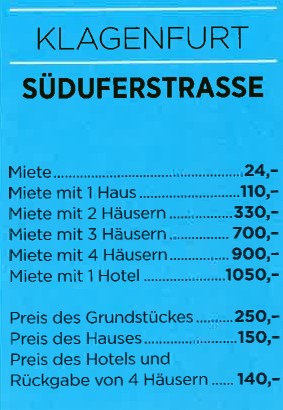 KLAGENFURT
SÜDUFERSTRASSE
Miete.............................24,–
Miete mit 1 Haus...............110,–
Miete mit 2 Häusern...........330,–
Miete mit 3 Häusern...........700,–
Miete mit 4 Häusern...........900,–
Miete mit 1 Hotel.............1050,–
Preis des Grundstückes.......250,–
Preis des Hauses...............150,–
Preis des Hotels und
Rückgabe von 4 Häusern.....140,–